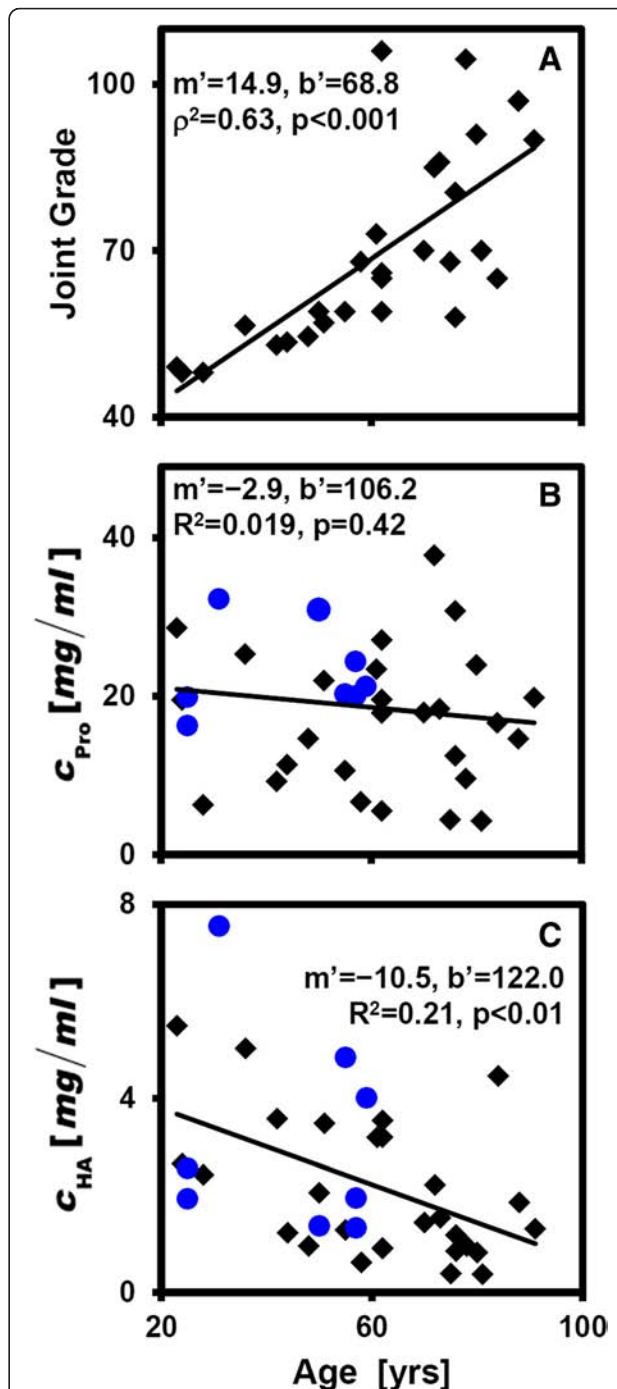 A
m’=14.9, b’=68.8
ρ²=0.63, p<0.001
100
70
40
Joint Grade
B
m’=−2.9, b’=106.2
R²=0.019, p=0.42
40
20
0
c Pro [mg/ml]
C
m’=−10.5, b’=122.0
R²=0.21, p<0.01
8
4
0
c HA [mg/ml]
20 60 100
Age [yrs]